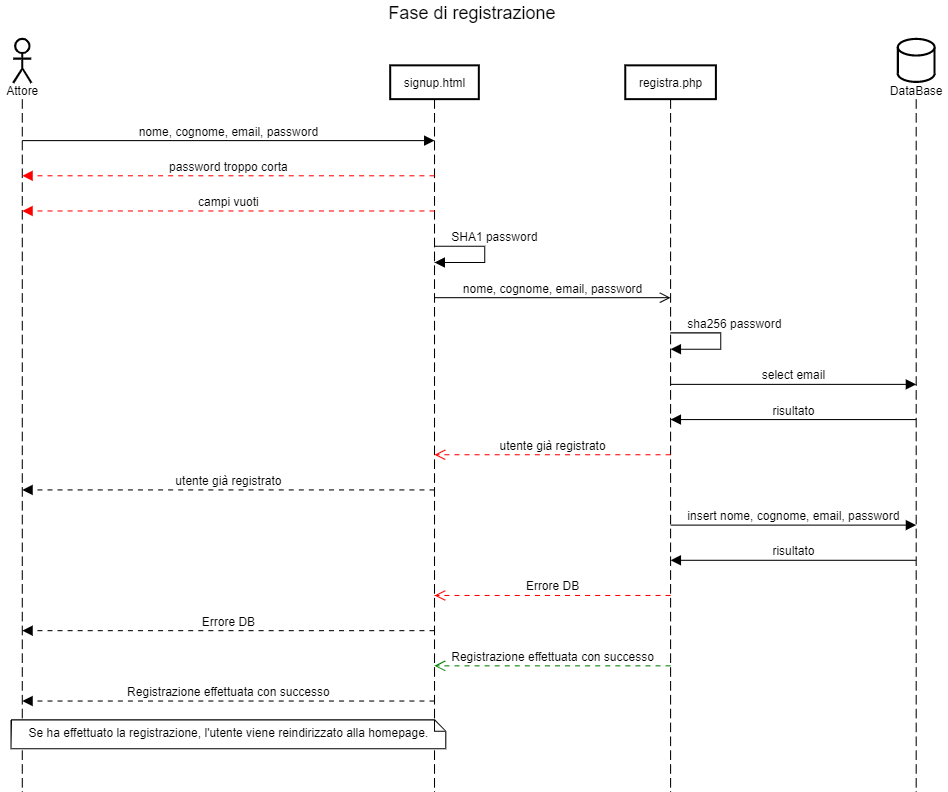 Fase di registrazione
Attore
signup.html
registra.php
DataBase
nome, cognome, email, password
password troppo corta
campi vuoti
SHA1 password
nome, cognome, email, password
sha256 password
select email
risultato
utente già registrato
utente già registrato
insert nome, cognome, email, password
risultato
Errore DB
Errore DB
Registrazione effettuata con successo
Registrazione effettuata con successo
Se ha effettuato la registrazione, l'utente viene reindirizzato alla homepage.